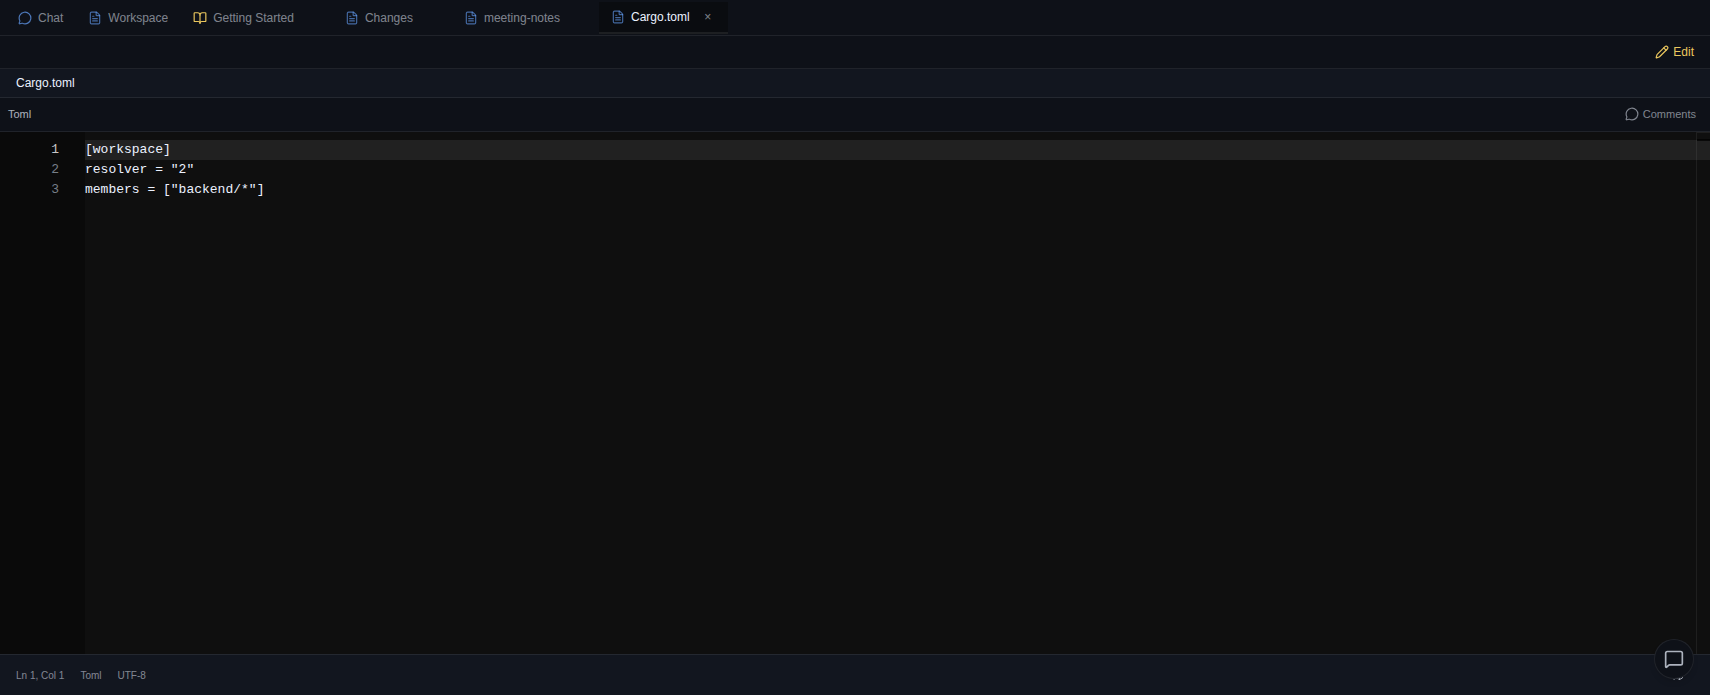 Chat Workspace Getting Started Changes meeting-notes Cargo.toml ×
Edit
Cargo.toml
Toml Comments
1 [workspace]
2 resolver = "2"
3 members = ["backend/*"]
Ln 1, Col 1 Toml UTF-8